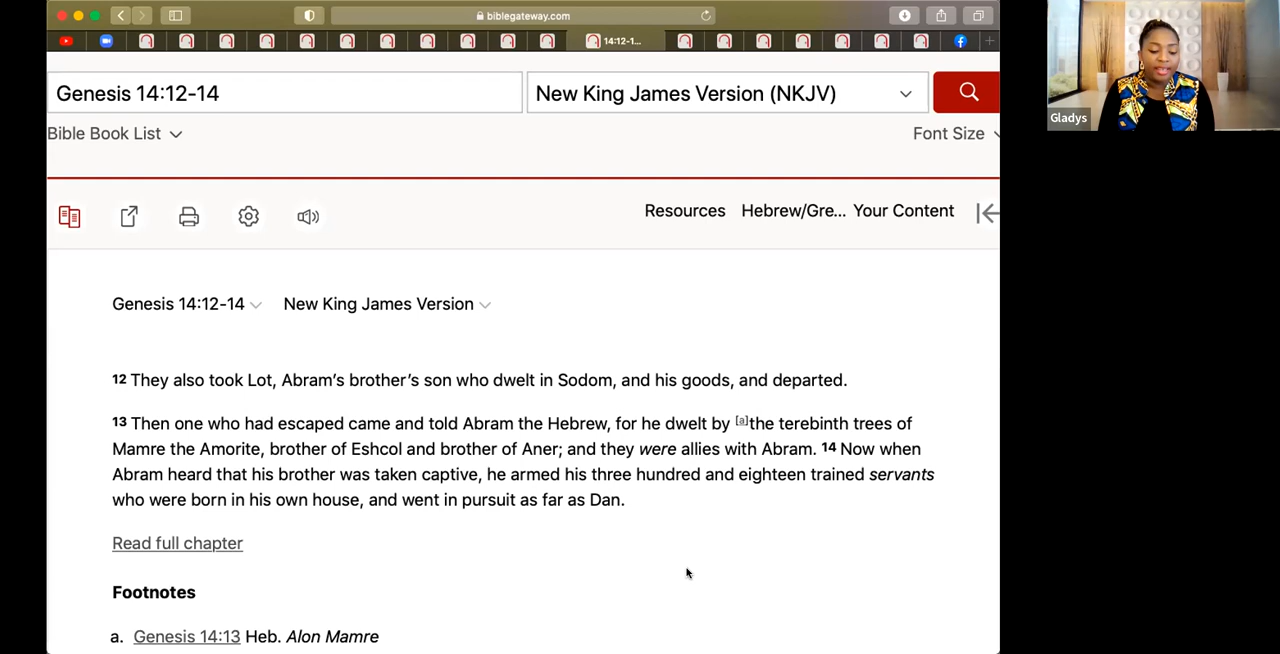 biblegateway.com
14:12-1...
Genesis 14:12-14
New King James Version (NKJV)
Bible Book List
Font Size
Resources
Hebrew/Gre...
Your Content
Genesis 14:12-14
New King James Version
12 They also took Lot, Abram's brother's son who dwelt in Sodom, and his goods, and departed.
13 Then one who had escaped came and told Abram the Hebrew, for he dwelt by [a]the terebinth trees of
Mamre the Amorite, brother of Eshcol and brother of Aner; and they were allies with Abram. 14 Now when
Abram heard that his brother was taken captive, he armed his three hundred and eighteen trained servants
who were born in his own house, and went in pursuit as far as Dan.
Read full chapter
Footnotes
a. Genesis 14:13 Heb. Alon Mamre
Gladys